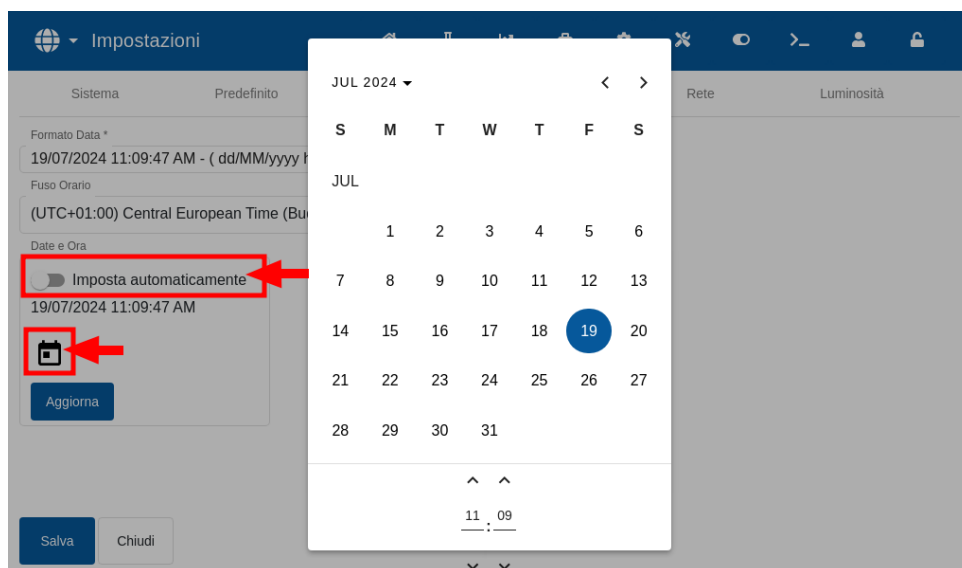 Impostazioni
Sistema Predefinito Rete Luminosità
Formato Data *
19/07/2024 11:09:47 AM - ( dd/MM/yyyy h
Fuso Orario
(UTC+01:00) Central European Time (Bu
Date e Ora
Imposta automaticamente
19/07/2024 11:09:47 AM
Aggiorna
Salva Chiudi
JUL 2024
S M T W T F S
JUL
1 2 3 4 5 6
7 8 9 10 11 12 13
14 15 16 17 18 19 20
21 22 23 24 25 26 27
28 29 30 31
11 : 09